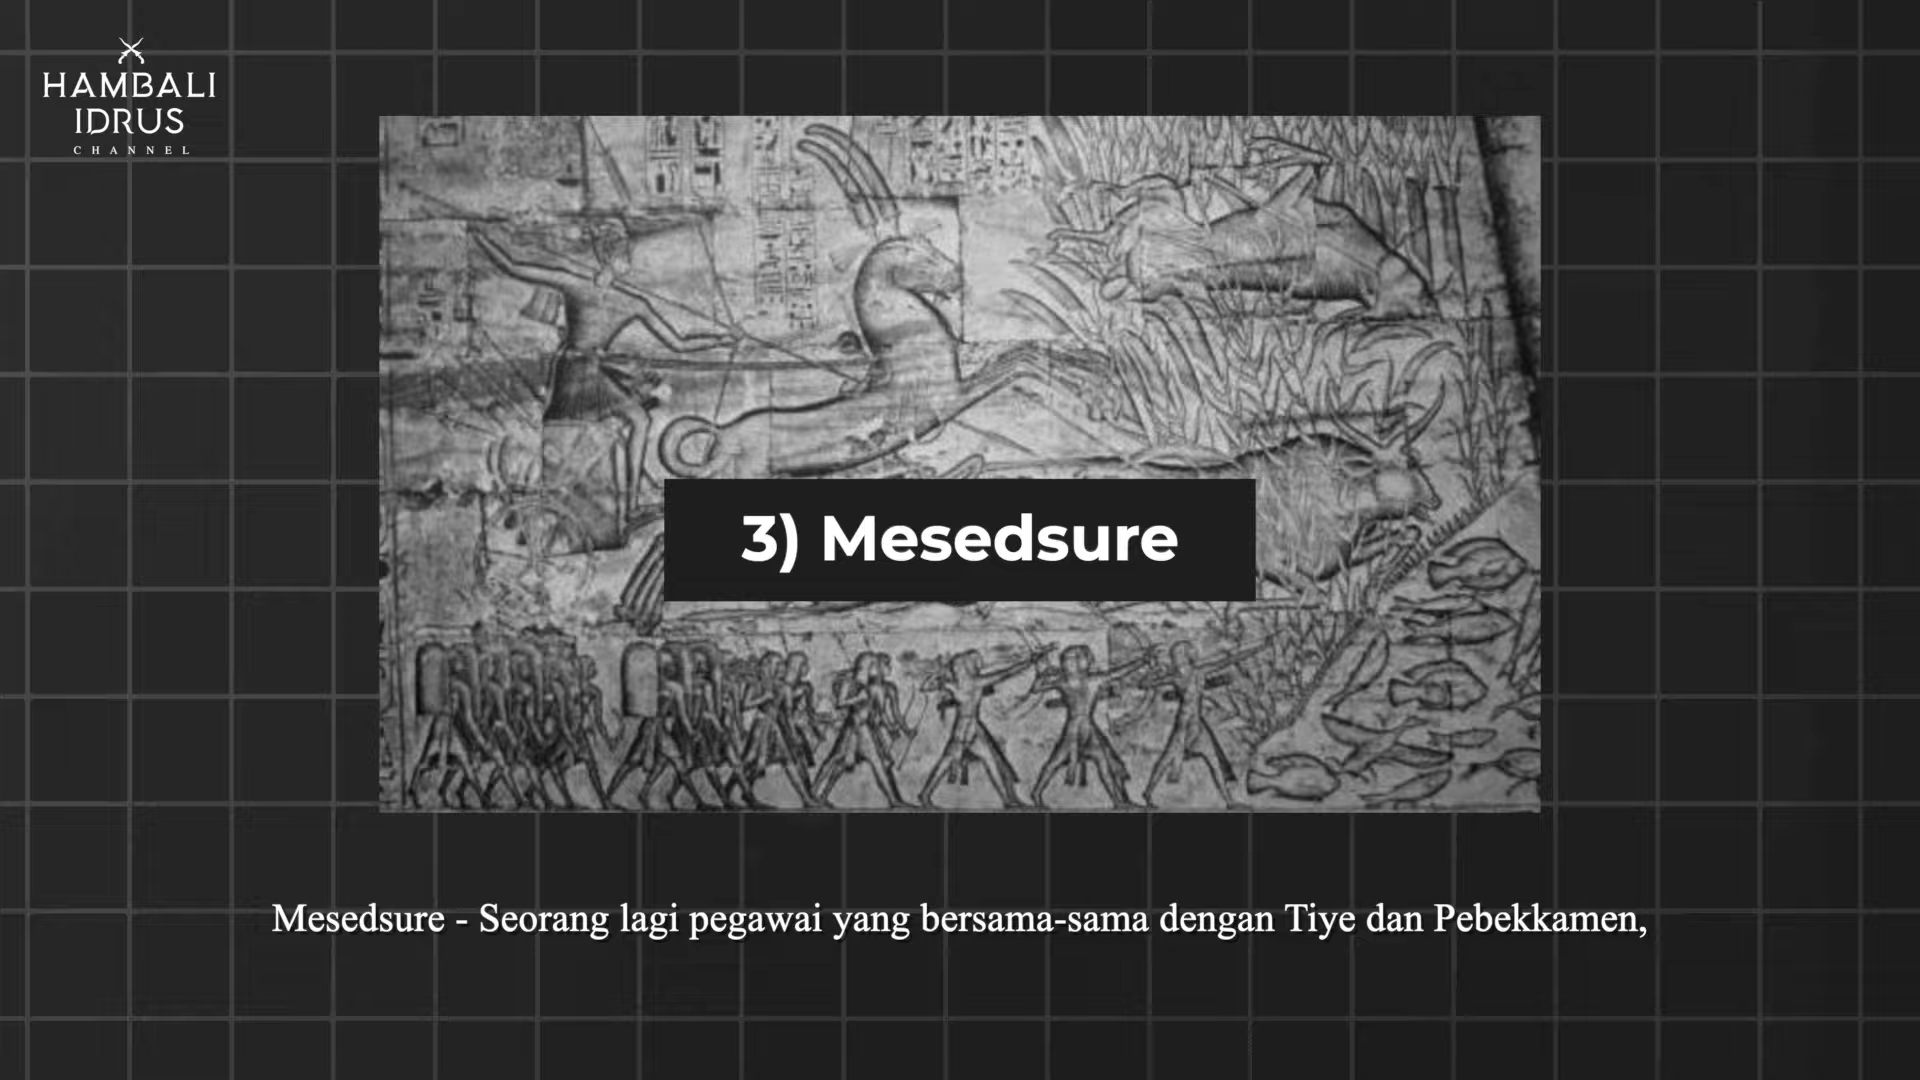 HAMBALI
IDRUS
CHANNEL
3) Mesedsure
Mesedsure - Seorang lagi pegawai yang bersama-sama dengan Tiye dan Pebekkamen,